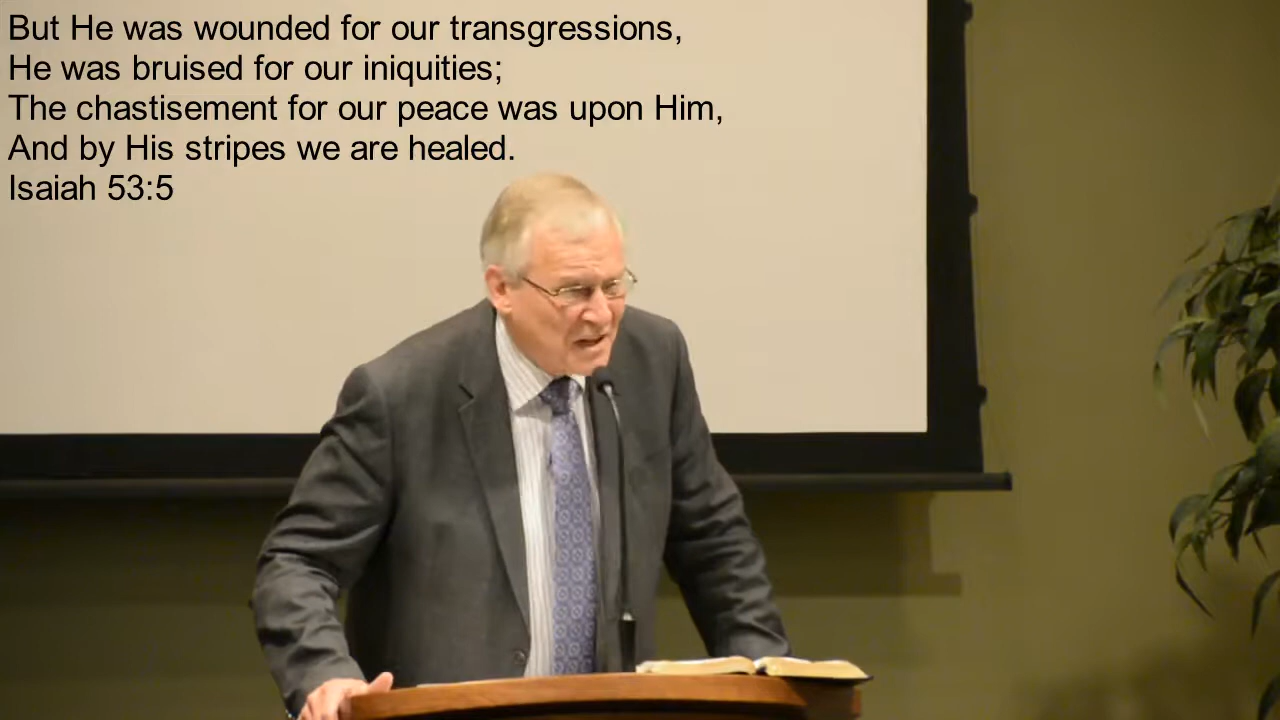 But He was wounded for our transgressions,
He was bruised for our iniquities;
The chastisement for our peace was upon Him,
And by His stripes we are healed.
Isaiah 53:5